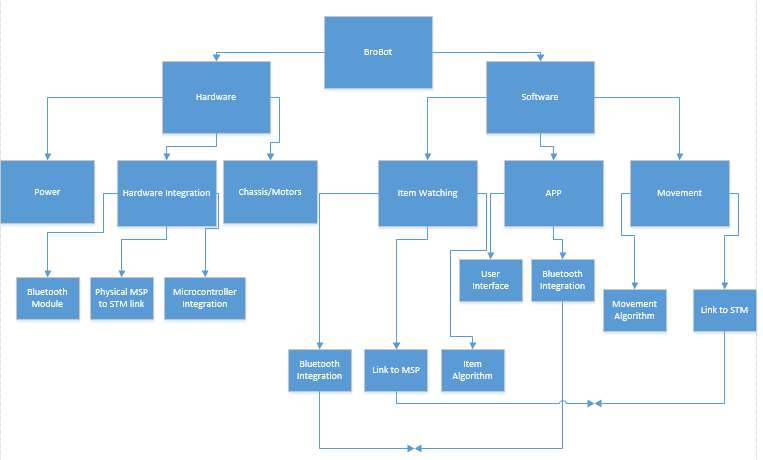 BroBot
Hardware
Software
Power
Hardware Integration
Chassis/Motors
Item Watching
APP
Movement
Bluetooth
Module
Physical MSP
to STM link
Microcontroller
Integration
User
Interface
Bluetooth
Integration
Movement
Algorithm
Link to STM
Bluetooth
Integration
Link to MSP
Item
Algorithm